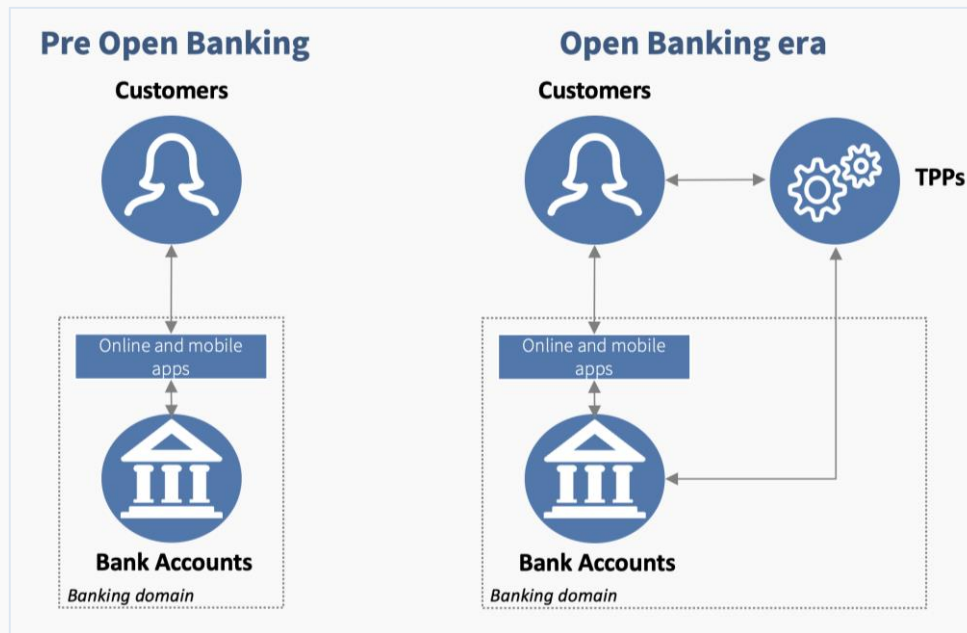 Pre Open Banking
Customers
Online and mobile
apps
Bank Accounts
Banking domain
Open Banking era
Customers
TPPs
Online and mobile
apps
Bank Accounts
Banking domain